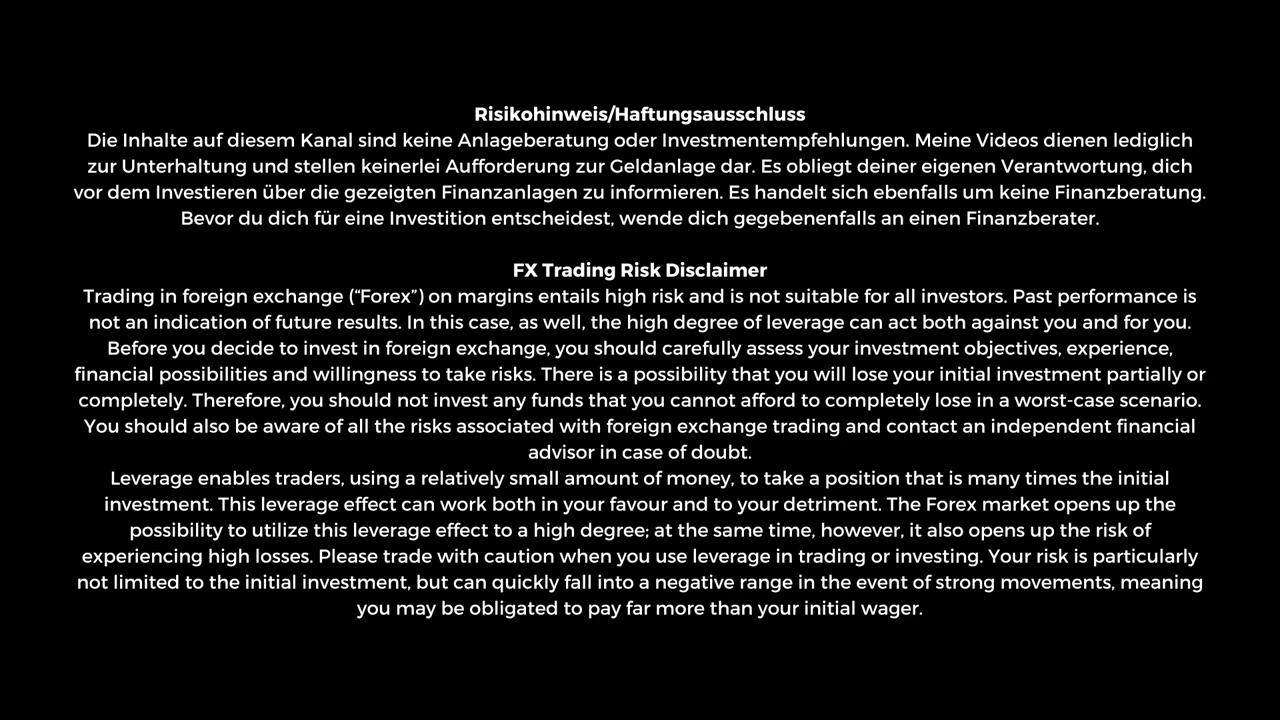 Risikohinweis/Haftungsausschluss
Die Inhalte auf diesem Kanal sind keine Anlageberatung oder Investmentempfehlungen. Meine Videos dienen lediglich
zur Unterhaltung und stellen keinerlei Aufforderung zur Geldanlage dar. Es obliegt deiner eigenen Verantwortung, dich
vor dem Investieren über die gezeigten Finanzanlagen zu informieren. Es handelt sich ebenfalls um keine Finanzberatung.
Bevor du dich für eine Investition entscheidest, wende dich gegebenenfalls an einen Finanzberater.
FX Trading Risk Disclaimer
Trading in foreign exchange (“Forex”) on margins entails high risk and is not suitable for all investors. Past performance is
not an indication of future results. In this case, as well, the high degree of leverage can act both against you and for you.
Before you decide to invest in foreign exchange, you should carefully assess your investment objectives, experience,
financial possibilities and willingness to take risks. There is a possibility that you will lose your initial investment partially or
completely. Therefore, you should not invest any funds that you cannot afford to completely lose in a worst-case scenario.
You should also be aware of all the risks associated with foreign exchange trading and contact an independent financial
advisor in case of doubt.
Leverage enables traders, using a relatively small amount of money, to take a position that is many times the initial
investment. This leverage effect can work both in your favour and to your detriment. The Forex market opens up the
possibility to utilize this leverage effect to a high degree; at the same time, however, it also opens up the risk of
experiencing high losses. Please trade with caution when you use leverage in trading or investing. Your risk is particularly
not limited to the initial investment, but can quickly fall into a negative range in the event of strong movements, meaning
you may be obligated to pay far more than your initial wager.